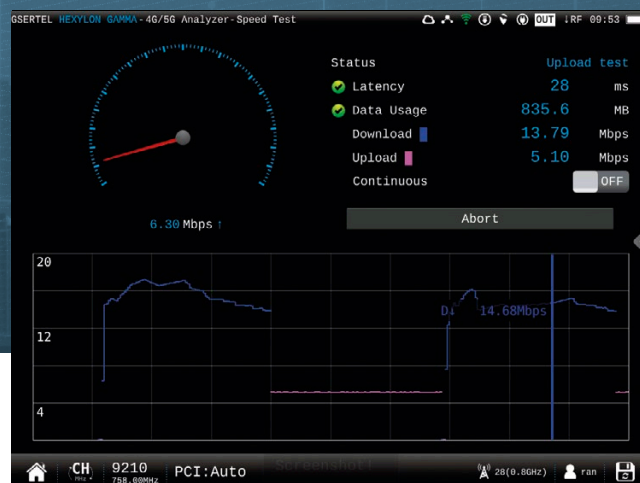 GSERTEL HEXYLON GAMMA-4G/5G Analyzer-Speed Test OUT ↓RF 09:53
Status Upload test
Latency 28 ms
Data Usage 835.6 MB
Download 13.79 Mbps
Upload 5.10 Mbps
Continuous OFF
6.30 Mbps ↑
Abort
20
D↓ 14.68Mbps
12
4
Screenshot!
CH 9210 PCI:Auto 28(0.8GHz) ran
MHz 758.00MHz